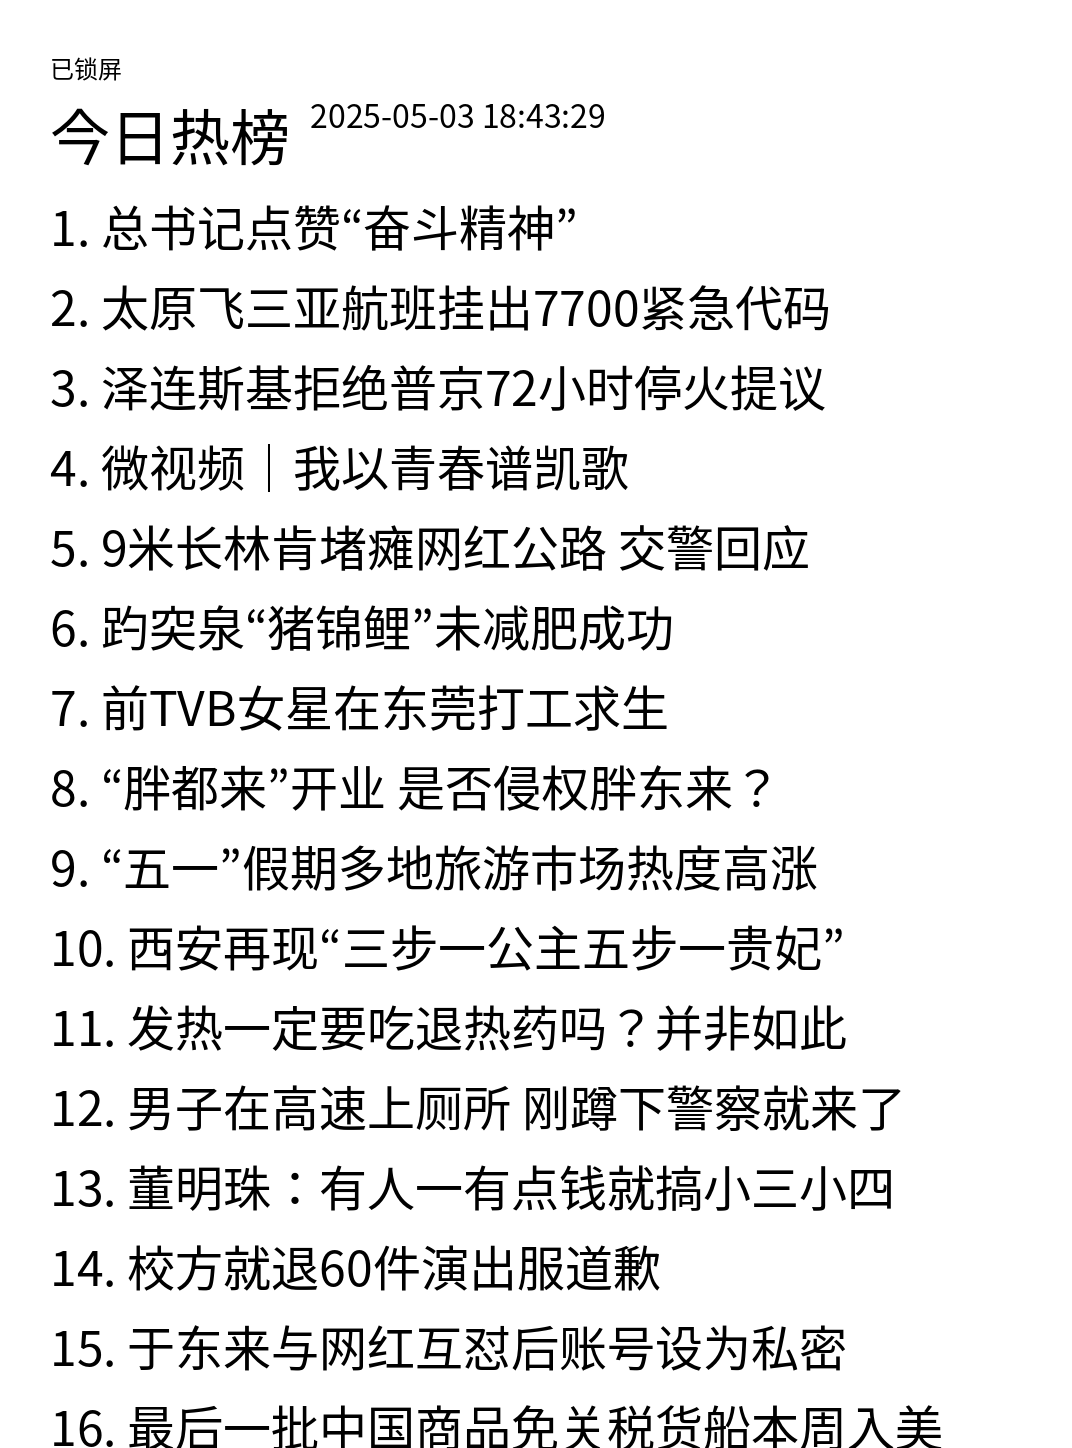 已锁屏
今日热榜 2025-05-03 18:43:29
1. 总书记点赞“奋斗精神”
2. 太原飞三亚航班挂出7700紧急代码
3. 泽连斯基拒绝普京72小时停火提议
4. 微视频｜我以青春谱凯歌
5. 9米长林肯堵瘫网红公路 交警回应
6. 趵突泉“猪锦鲤”未减肥成功
7. 前TVB女星在东莞打工求生
8. “胖都来”开业 是否侵权胖东来？
9. “五一”假期多地旅游市场热度高涨
10. 西安再现“三步一公主五步一贵妃”
11. 发热一定要吃退热药吗？并非如此
12. 男子在高速上厕所 刚蹲下警察就来了
13. 董明珠：有人一有点钱就搞小三小四
14. 校方就退60件演出服道歉
15. 于东来与网红互怼后账号设为私密
16. 最后一批中国商品免关税货船本周入美